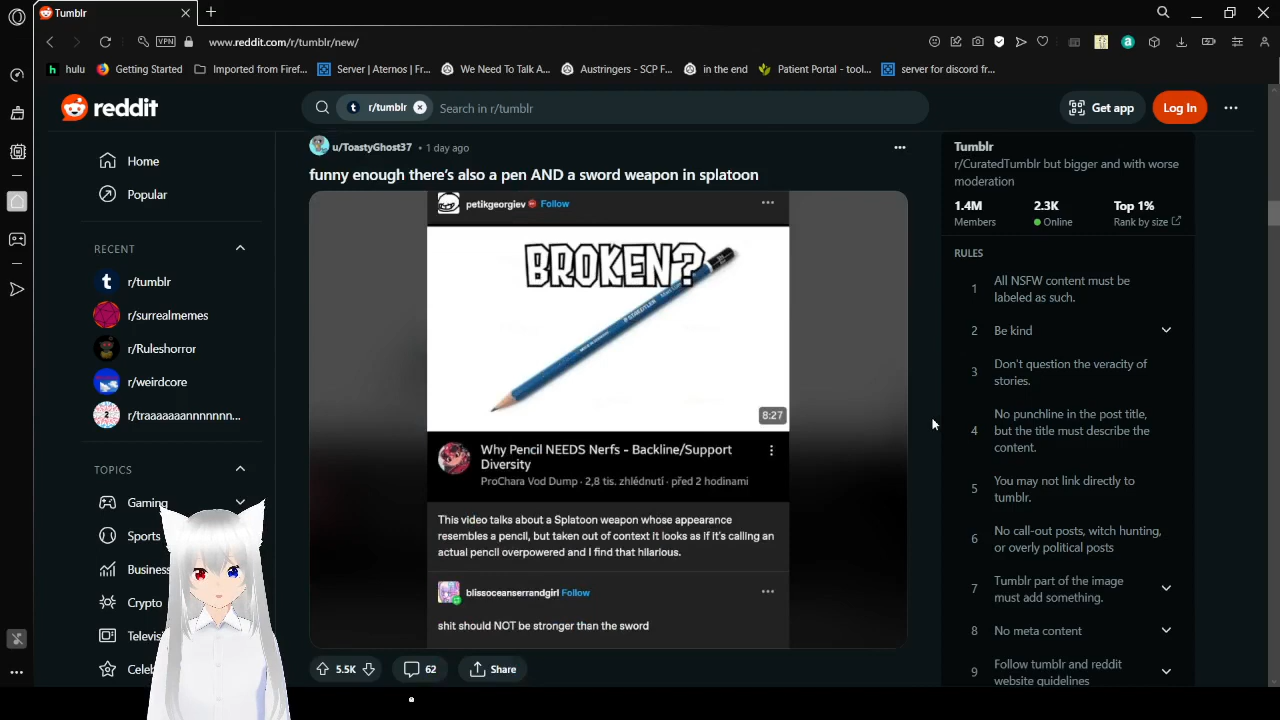 Tumblr
VPN
www.reddit.com/r/tumblr/new/
hulu
Getting Started
Imported from Firef...
Server | Aternos | Fr...
We Need To Talk A...
Austringers - SCP F...
in the end
Patient Portal - tool...
server for discord fr...
reddit
r/tumblr
Search in r/tumblr
Get app
Log In
Home
Popular
RECENT
r/tumblr
r/surrealmemes
r/Ruleshorror
r/weirdcore
r/traaaaaaannnnnnn...
TOPICS
Gaming
Sports
Business
Crypto
Televisi
Celeb
u/ToastyGhost37 • 1 day ago
funny enough there's also a pen AND a sword weapon in splatoon
petikgeorgiev Follow
BROKEN?
STAEDTLER
8:27
Why Pencil NEEDS Nerfs - Backline/Support
Diversity
ProChara Vod Dump · 2,8 tis. zhlédnutí · před 2 hodinami
This video talks about a Splatoon weapon whose appearance
resembles a pencil, but taken out of context it looks as if it's calling an
actual pencil overpowered and I find that hilarious.
blissoceanserrandgirl Follow
shit should NOT be stronger than the sword
5.5K
62
Share
Tumblr
r/CuratedTumblr but bigger and with worse
moderation
1.4M
2.3K
Top 1%
Members
Online
Rank by size
RULES
1
All NSFW content must be
labeled as such.
2
Be kind
3
Don't question the veracity of
stories.
4
No punchline in the post title,
but the title must describe the
content.
5
You may not link directly to
tumblr.
6
No call-out posts, witch hunting,
or overly political posts
7
Tumblr part of the image
must add something.
8
No meta content
9
Follow tumblr and reddit
website guidelines